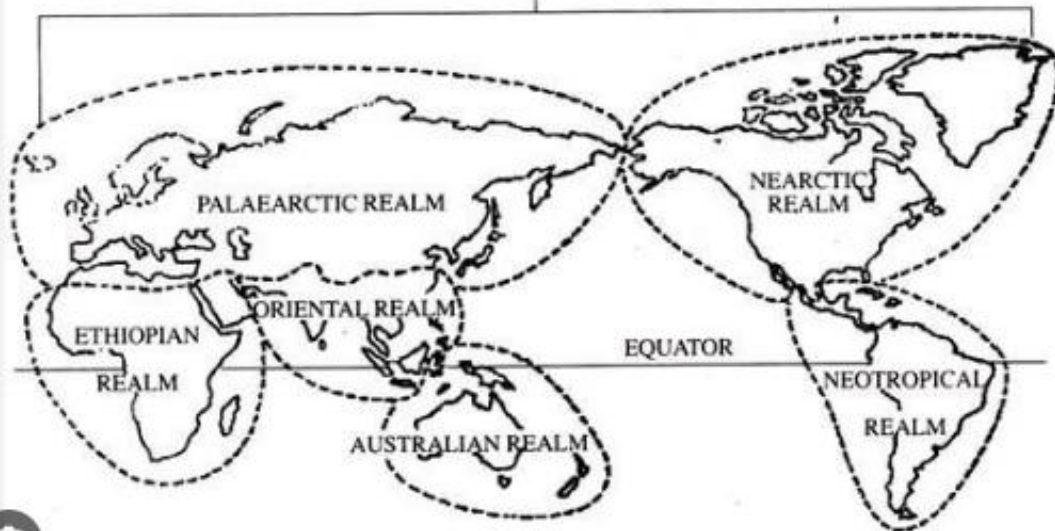 PALAEARCTIC REALM
NEARCTIC
REALM
ORIENTAL REALM
ETHIOPIAN
REALM
EQUATOR
NEOTROPICAL
REALM
AUSTRALIAN REALM